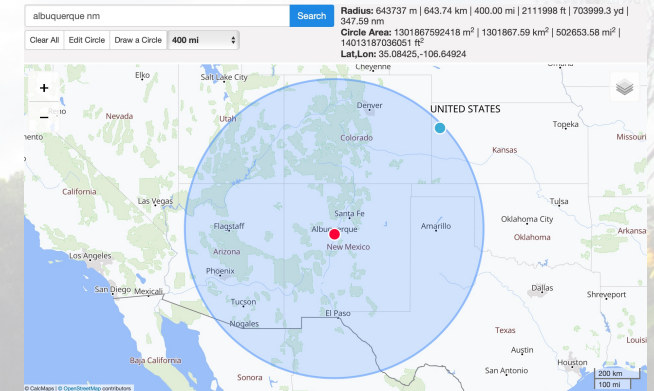 albuquerque nm
Search
Radius: 643737 m | 643.74 km | 400.00 mi | 2111998 ft | 703999.3 yd |
347.59 nm
Circle Area: 1301867592418 m² | 1301867.59 km² | 502653.58 mi² |
14013187036051 ft²
Lat,Lon: 35.08425,-106.64924
Clear All
Edit Circle
Draw a Circle
400 mi
+
−
Cheyenne
Elko
Salt Lake City
Reno
Nevada
Utah
Denver
UNITED STATES
Colorado
Topeka
Missouri
Kansas
California
Las Vegas
Santa Fe
Tulsa
Flagstaff
Albuquerque
Amarillo
Oklahoma City
Arkansa
Oklahoma
New Mexico
Arizona
Los Angeles
Phoenix
San Diego
Mexicali
Dallas
Shreveport
Tucson
El Paso
Nogales
Texas
Louisi
Austin
Baja California
Houston
San Antonio
Sonora
200 km
100 mi
© CalcMaps | © OpenStreetMap contributors